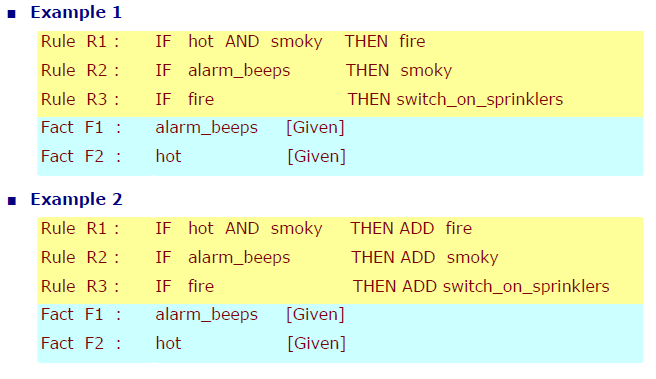 ▪ Example 1
Rule R1 : IF hot AND smoky THEN fire
Rule R2 : IF alarm_beeps THEN smoky
Rule R3 : IF fire THEN switch_on_sprinklers
Fact F1 : alarm_beeps [Given]
Fact F2 : hot [Given]
▪ Example 2
Rule R1 : IF hot AND smoky THEN ADD fire
Rule R2 : IF alarm_beeps THEN ADD smoky
Rule R3 : IF fire THEN ADD switch_on_sprinklers
Fact F1 : alarm_beeps [Given]
Fact F2 : hot [Given]